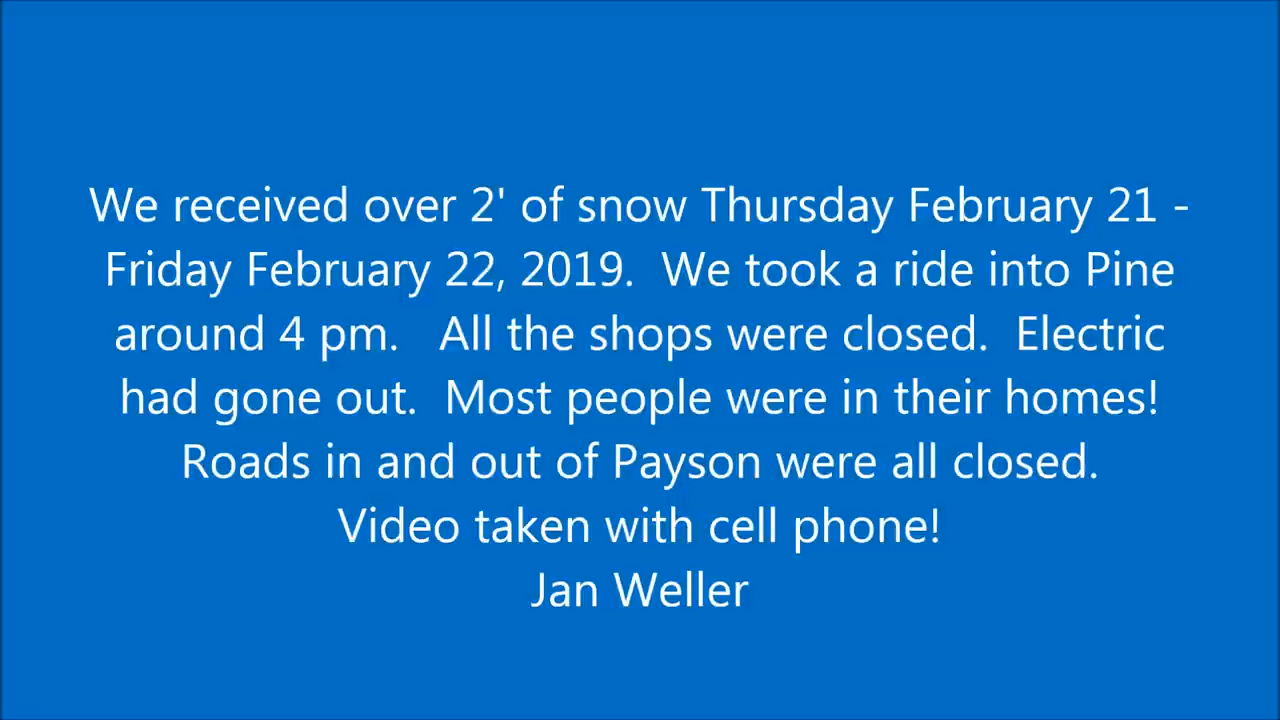 We received over 2' of snow Thursday February 21 -
Friday February 22, 2019.  We took a ride into Pine
around 4 pm.   All the shops were closed.  Electric
had gone out.  Most people were in their homes!
Roads in and out of Payson were all closed.
Video taken with cell phone!
Jan Weller